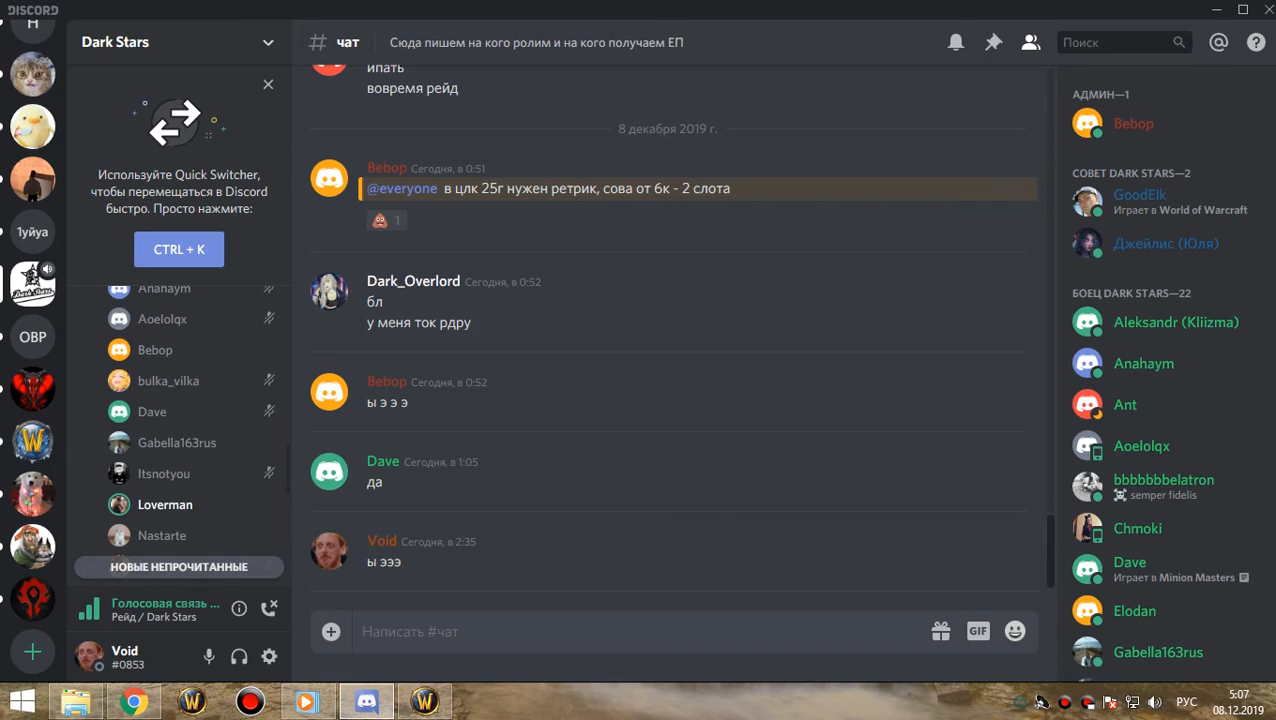 DISCORD
Н
Dark Stars
# чат
Сюда пишем на кого ролим и на кого получаем ЕП
Поиск
Используйте Quick Switcher,
чтобы перемещаться в Discord
быстро. Просто нажмите:
CTRL + K
1уйуа
Dark Stars
ОВР
Anahaym
Aoelolqx
Bebop
bulka_vilka
Dave
Gabella163rus
Itsnotyou
Loverman
Nastarte
НОВЫЕ НЕПРОЧИТАННЫЕ
Голосовая связь ...
Рейд / Dark Stars
Void
#0853
ипать
вовремя рейд
8 декабря 2019 г.
Bebop Сегодня, в 0:51
@everyone в цлк 25г нужен ретрик, сова от 6к - 2 слота
1
Dark_Overlord Сегодня, в 0:52
бл
у меня ток рдру
Bebop Сегодня, в 0:52
ы э э э
Dave Сегодня, в 1:05
да
Void Сегодня, в 2:35
ы эээ
Написать #чат
GIF
АДМИН—1
Bebop
СОВЕТ DARK STARS—2
GoodElk
Играет в World of Warcraft
Джейлис (Юля)
БОЕЦ DARK STARS—22
Aleksandr (Kliizma)
Anahaym
Ant
Aoelolqx
bbbbbbbelatron
semper fidelis
Chmoki
Dave
Играет в Minion Masters
Elodan
Gabella163rus
РУС
5:07
08.12.2019